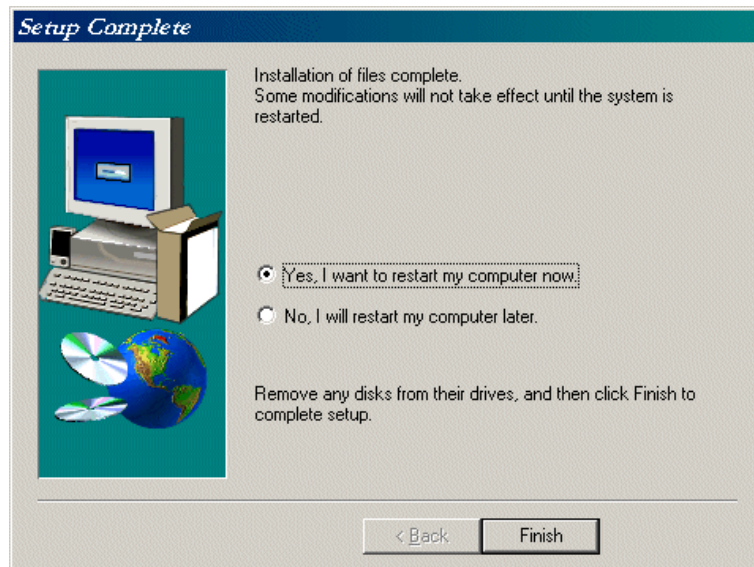 Setup Complete
Installation of files complete.
Some modifications will not take effect until the system is
restarted.
Yes, I want to restart my computer now.
No, I will restart my computer later.
Remove any disks from their drives, and then click Finish to
complete setup.
< Back
Finish